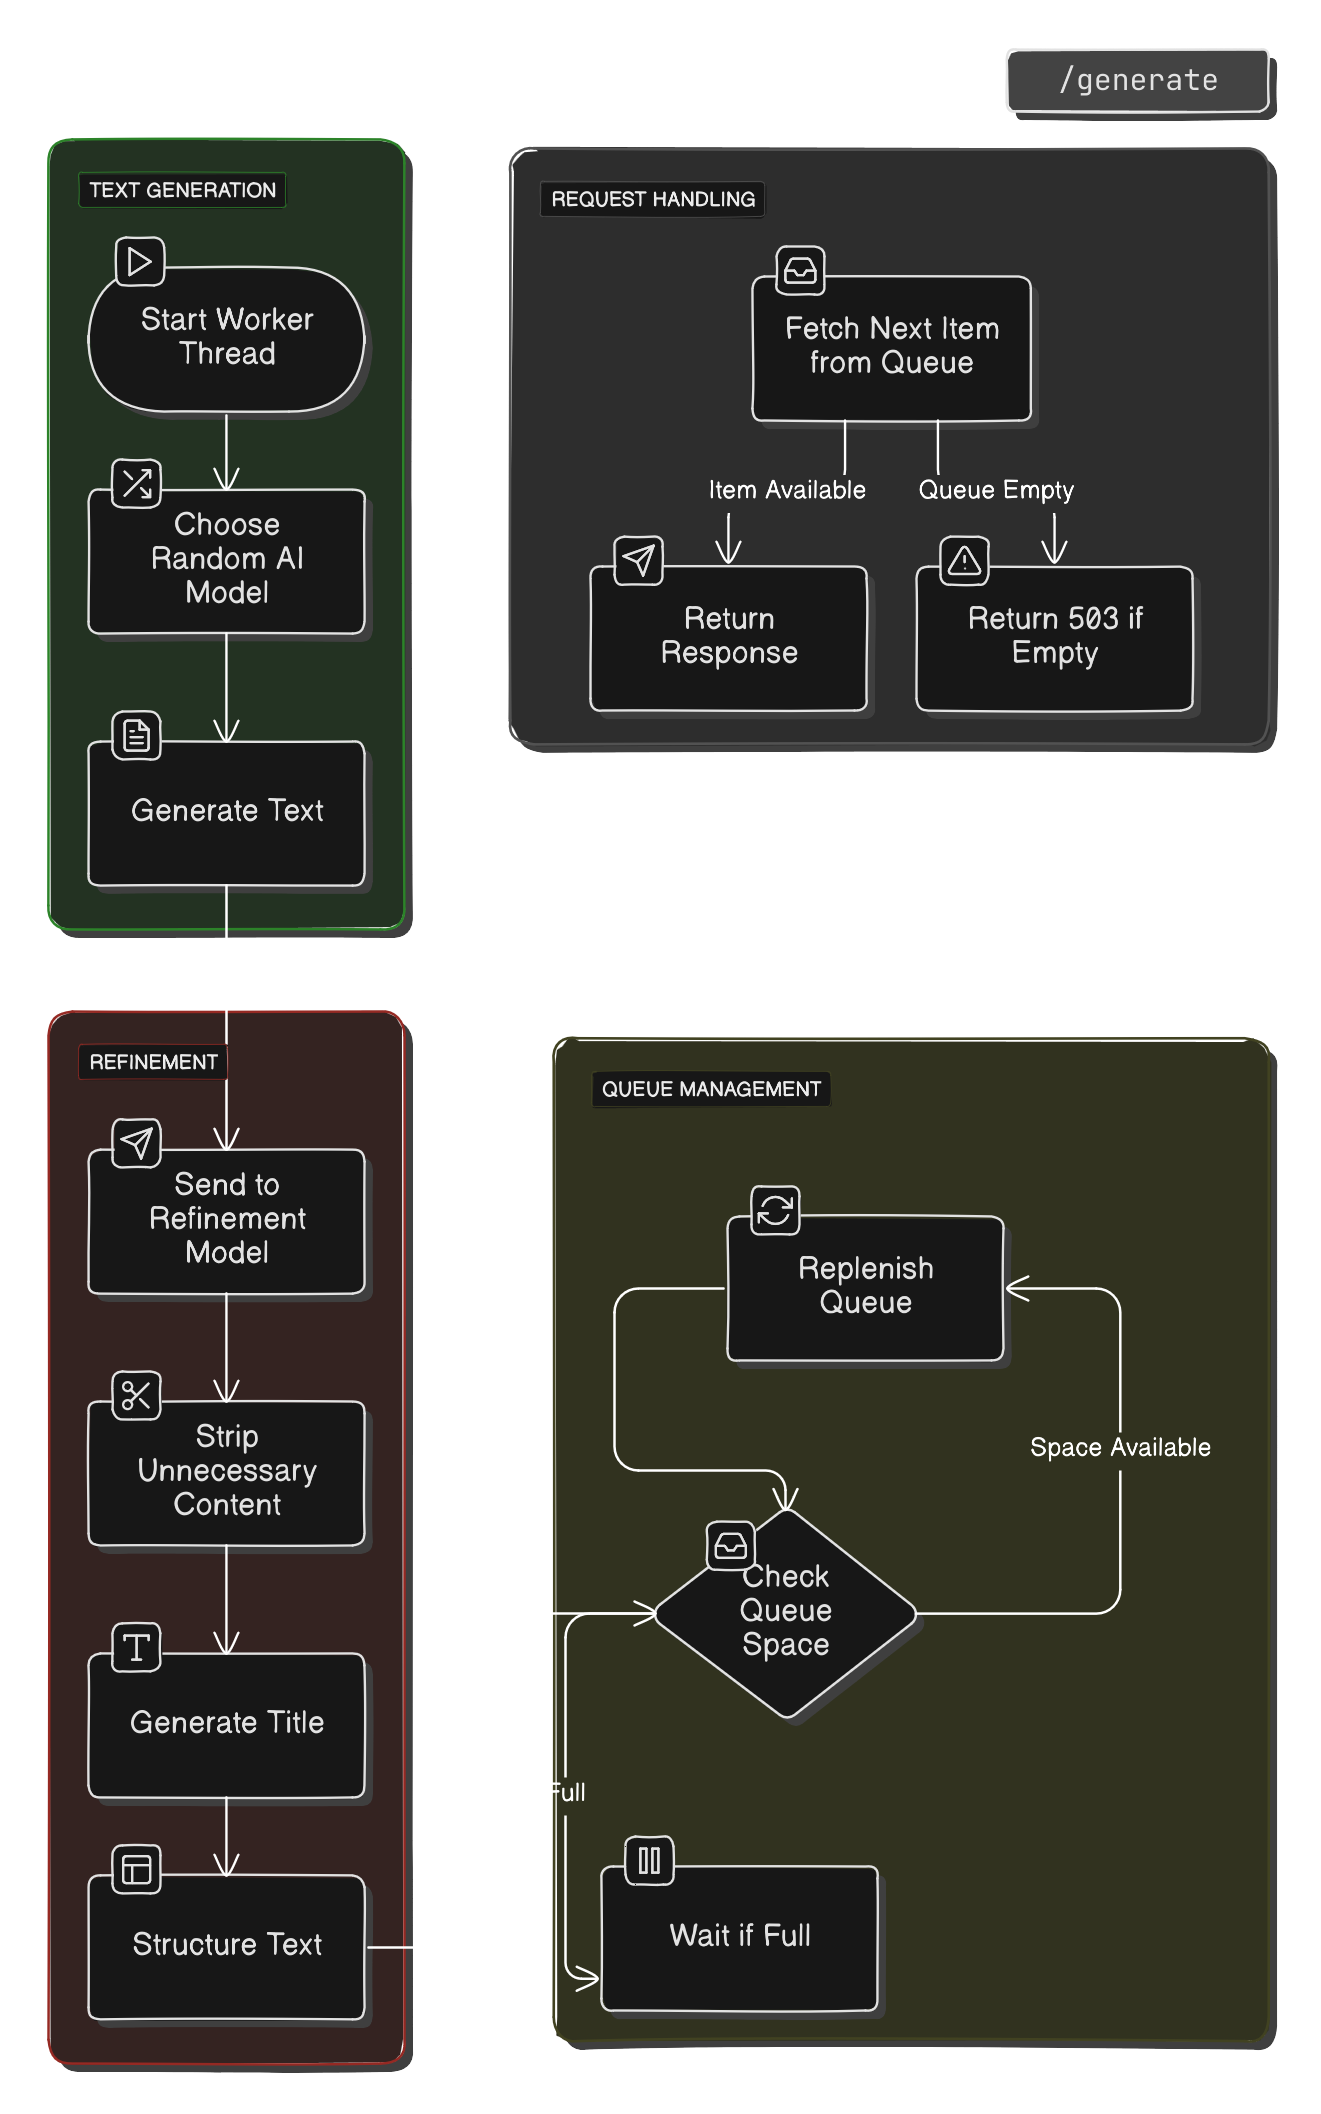 /generate
TEXT GENERATION
Start Worker
Thread
Choose
Random AI
Model
Generate Text
REQUEST HANDLING
Fetch Next Item
from Queue
Item Available
Queue Empty
Return
Response
Return 503 if
Empty
REFINEMENT
Send to
Refinement
Model
Strip
Unnecessary
Content
Generate Title
Structure Text
QUEUE MANAGEMENT
Replenish
Queue
Space Available
Check
Queue
Space
Full
Wait if Full